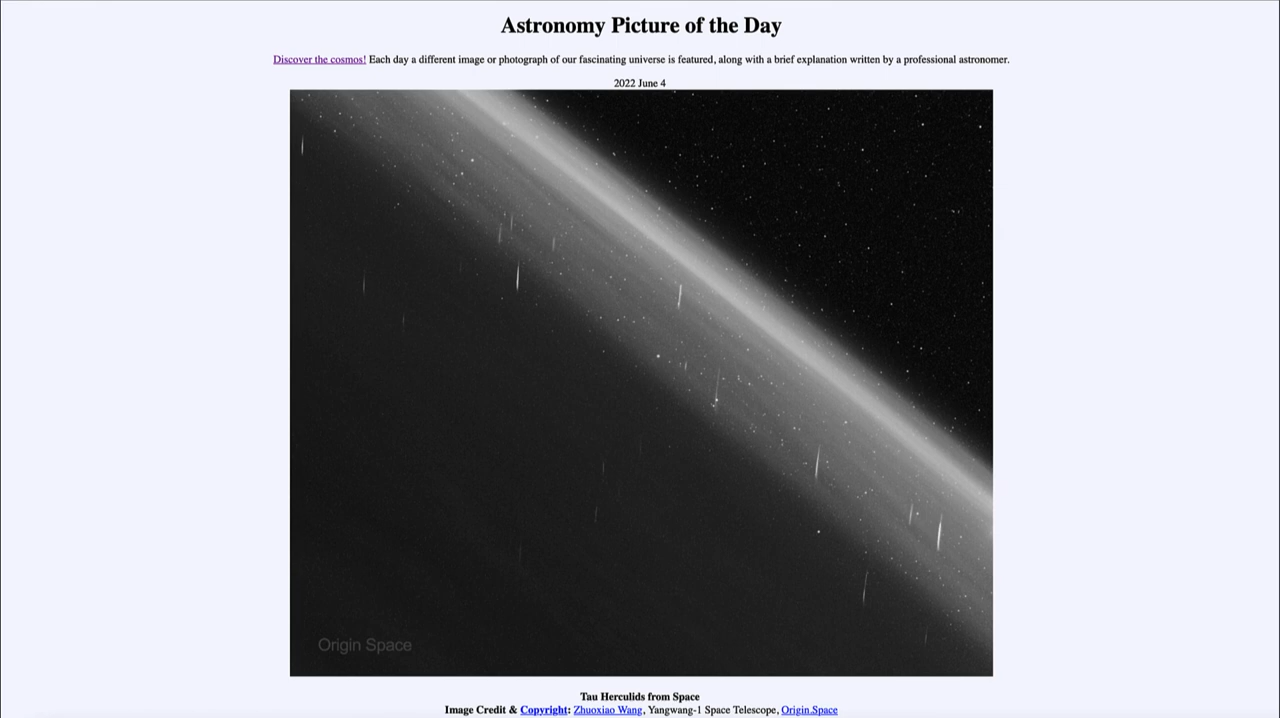 Astronomy Picture of the Day
Discover the cosmos! Each day a different image or photograph of our fascinating universe is featured, along with a brief explanation written by a professional astronomer.
2022 June 4
Origin Space
Tau Herculids from Space
Image Credit & Copyright: Zhuoxiao Wang, Yangwang-1 Space Telescope, Origin.Space